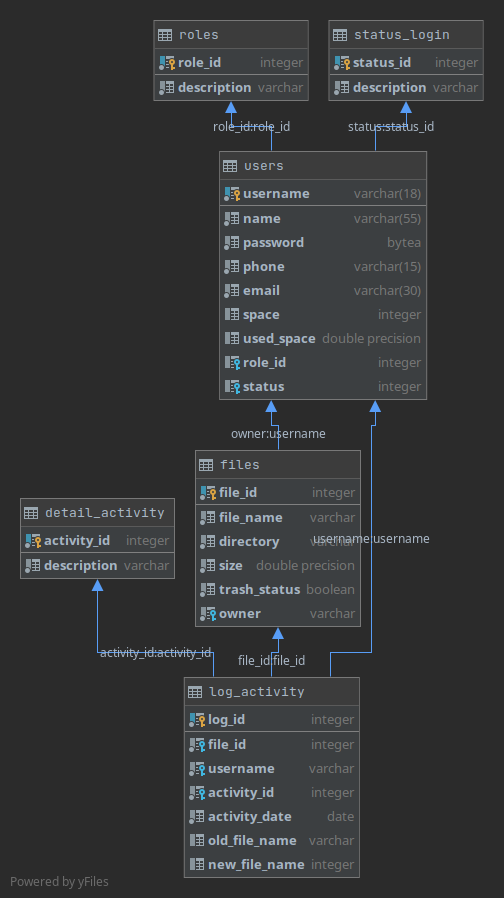 roles
role_id integer
description varchar
status_login
status_id integer
description varchar
role_id:role_id
status:status_id
users
username varchar(18)
name varchar(55)
password bytea
phone varchar(15)
email varchar(30)
space integer
used_space double precision
role_id integer
status integer
owner:username
files
file_id integer
file_name varchar
directory varchar
size double precision
trash_status boolean
owner varchar
username:username
detail_activity
activity_id integer
description varchar
activity_id:activity_id
file_id:file_id
log_activity
log_id integer
file_id integer
username varchar
activity_id integer
activity_date date
old_file_name varchar
new_file_name integer
Powered by yFiles